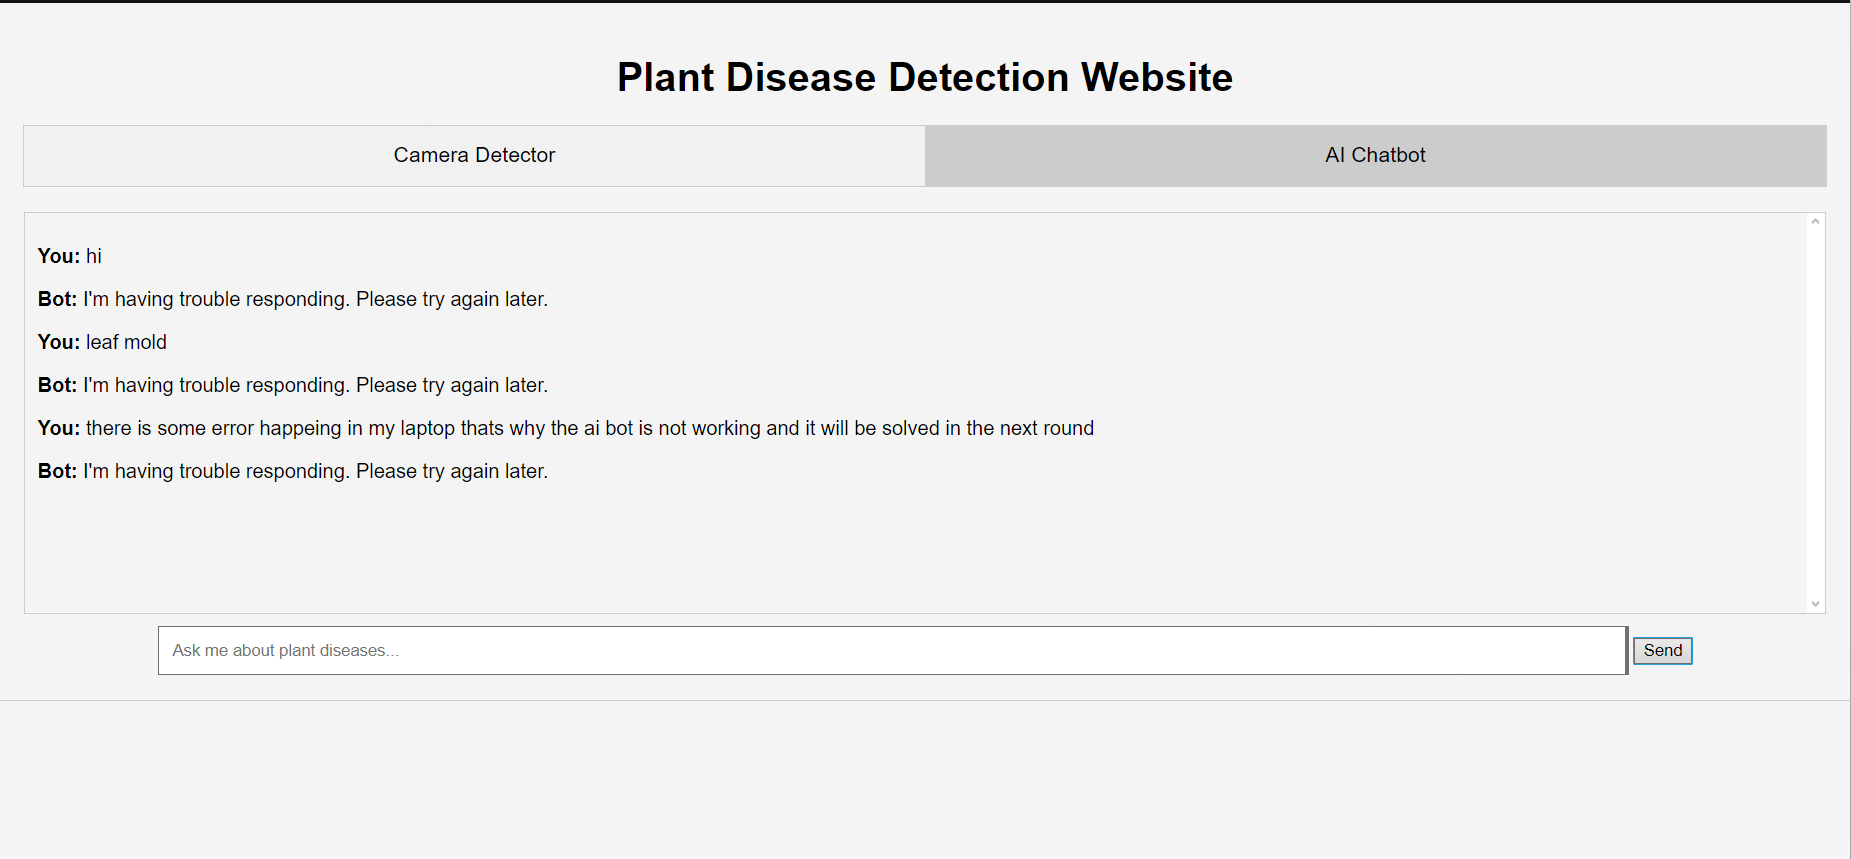 Plant Disease Detection Website
Camera Detector
AI Chatbot
You: hi
Bot: I'm having trouble responding. Please try again later.
You: leaf mold
Bot: I'm having trouble responding. Please try again later.
You: there is some error happeing in my laptop thats why the ai bot is not working and it will be solved in the next round
Bot: I'm having trouble responding. Please try again later.
Ask me about plant diseases...
Send